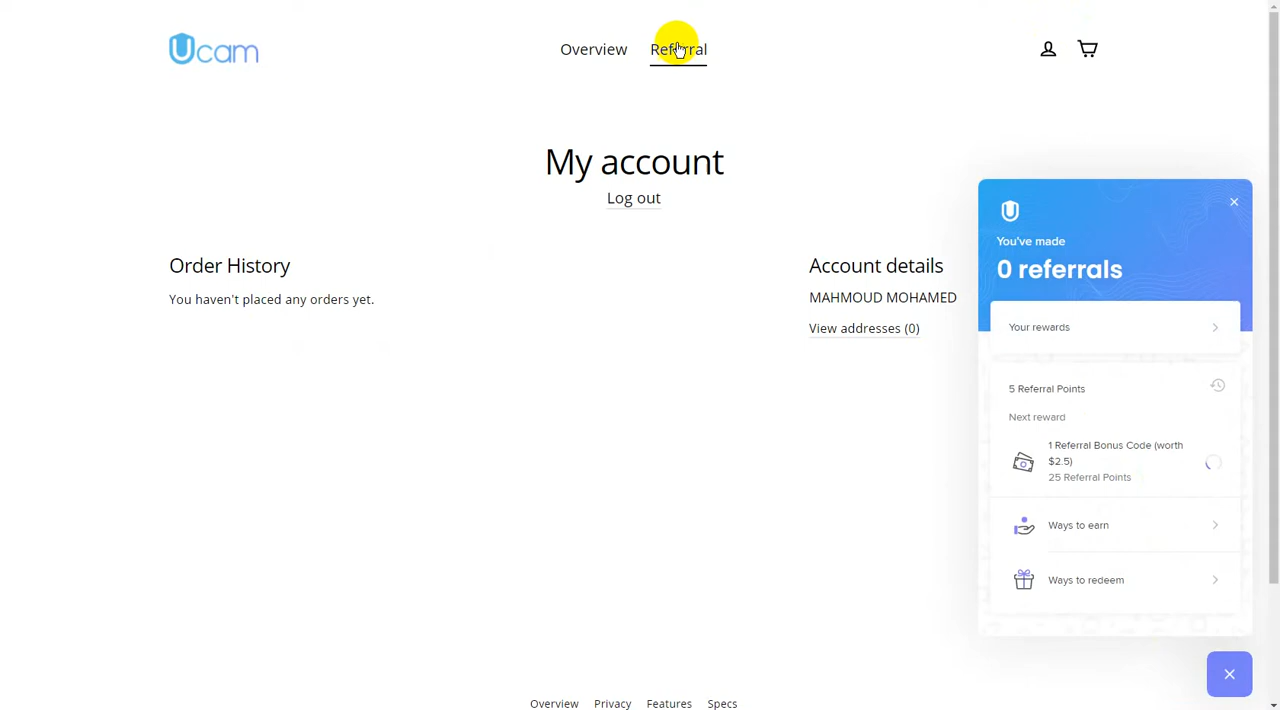 Ucam
Overview
Referral
My account
Log out
Order History
You haven't placed any orders yet.
Account details
MAHMOUD MOHAMED
View addresses (0)
You've made
0 referrals
Your rewards
5 Referral Points
Next reward
1 Referral Bonus Code (worth
$2.5)
25 Referral Points
Ways to earn
Ways to redeem
Overview
Privacy
Features
Specs